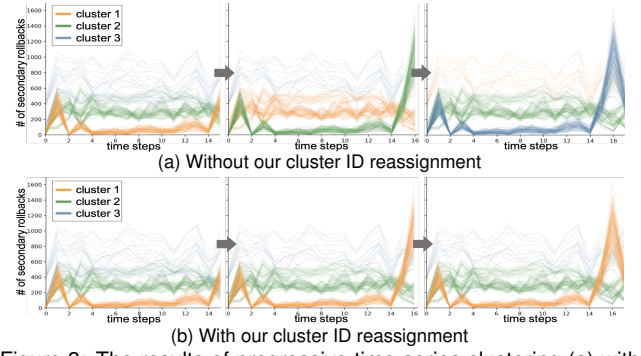 # of secondary rollbacks
1600
1400
1200
1000
800
600
400
200
0
cluster 1
cluster 2
cluster 3
0 2 4 6 8 10 12 14
0 2 4 6 8 10 12 14 16
0 2 4 6 8 10 12 14 16
time steps time steps time steps
(a) Without our cluster ID reassignment
# of secondary rollbacks
1600
1400
1200
1000
800
600
400
200
0
cluster 1
cluster 2
cluster 3
0 2 4 6 8 10 12 14
0 2 4 6 8 10 12 14 16
0 2 4 6 8 10 12 14 16
time steps time steps time steps
(b) With our cluster ID reassignment